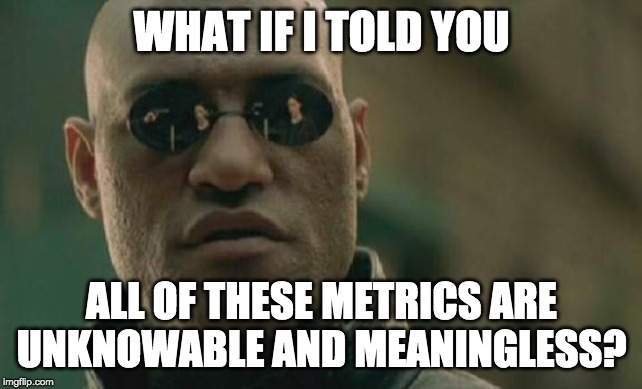 WHAT IF I TOLD YOU
ALL OF THESE METRICS ARE
UNKNOWABLE AND MEANINGLESS?
imgflip.com